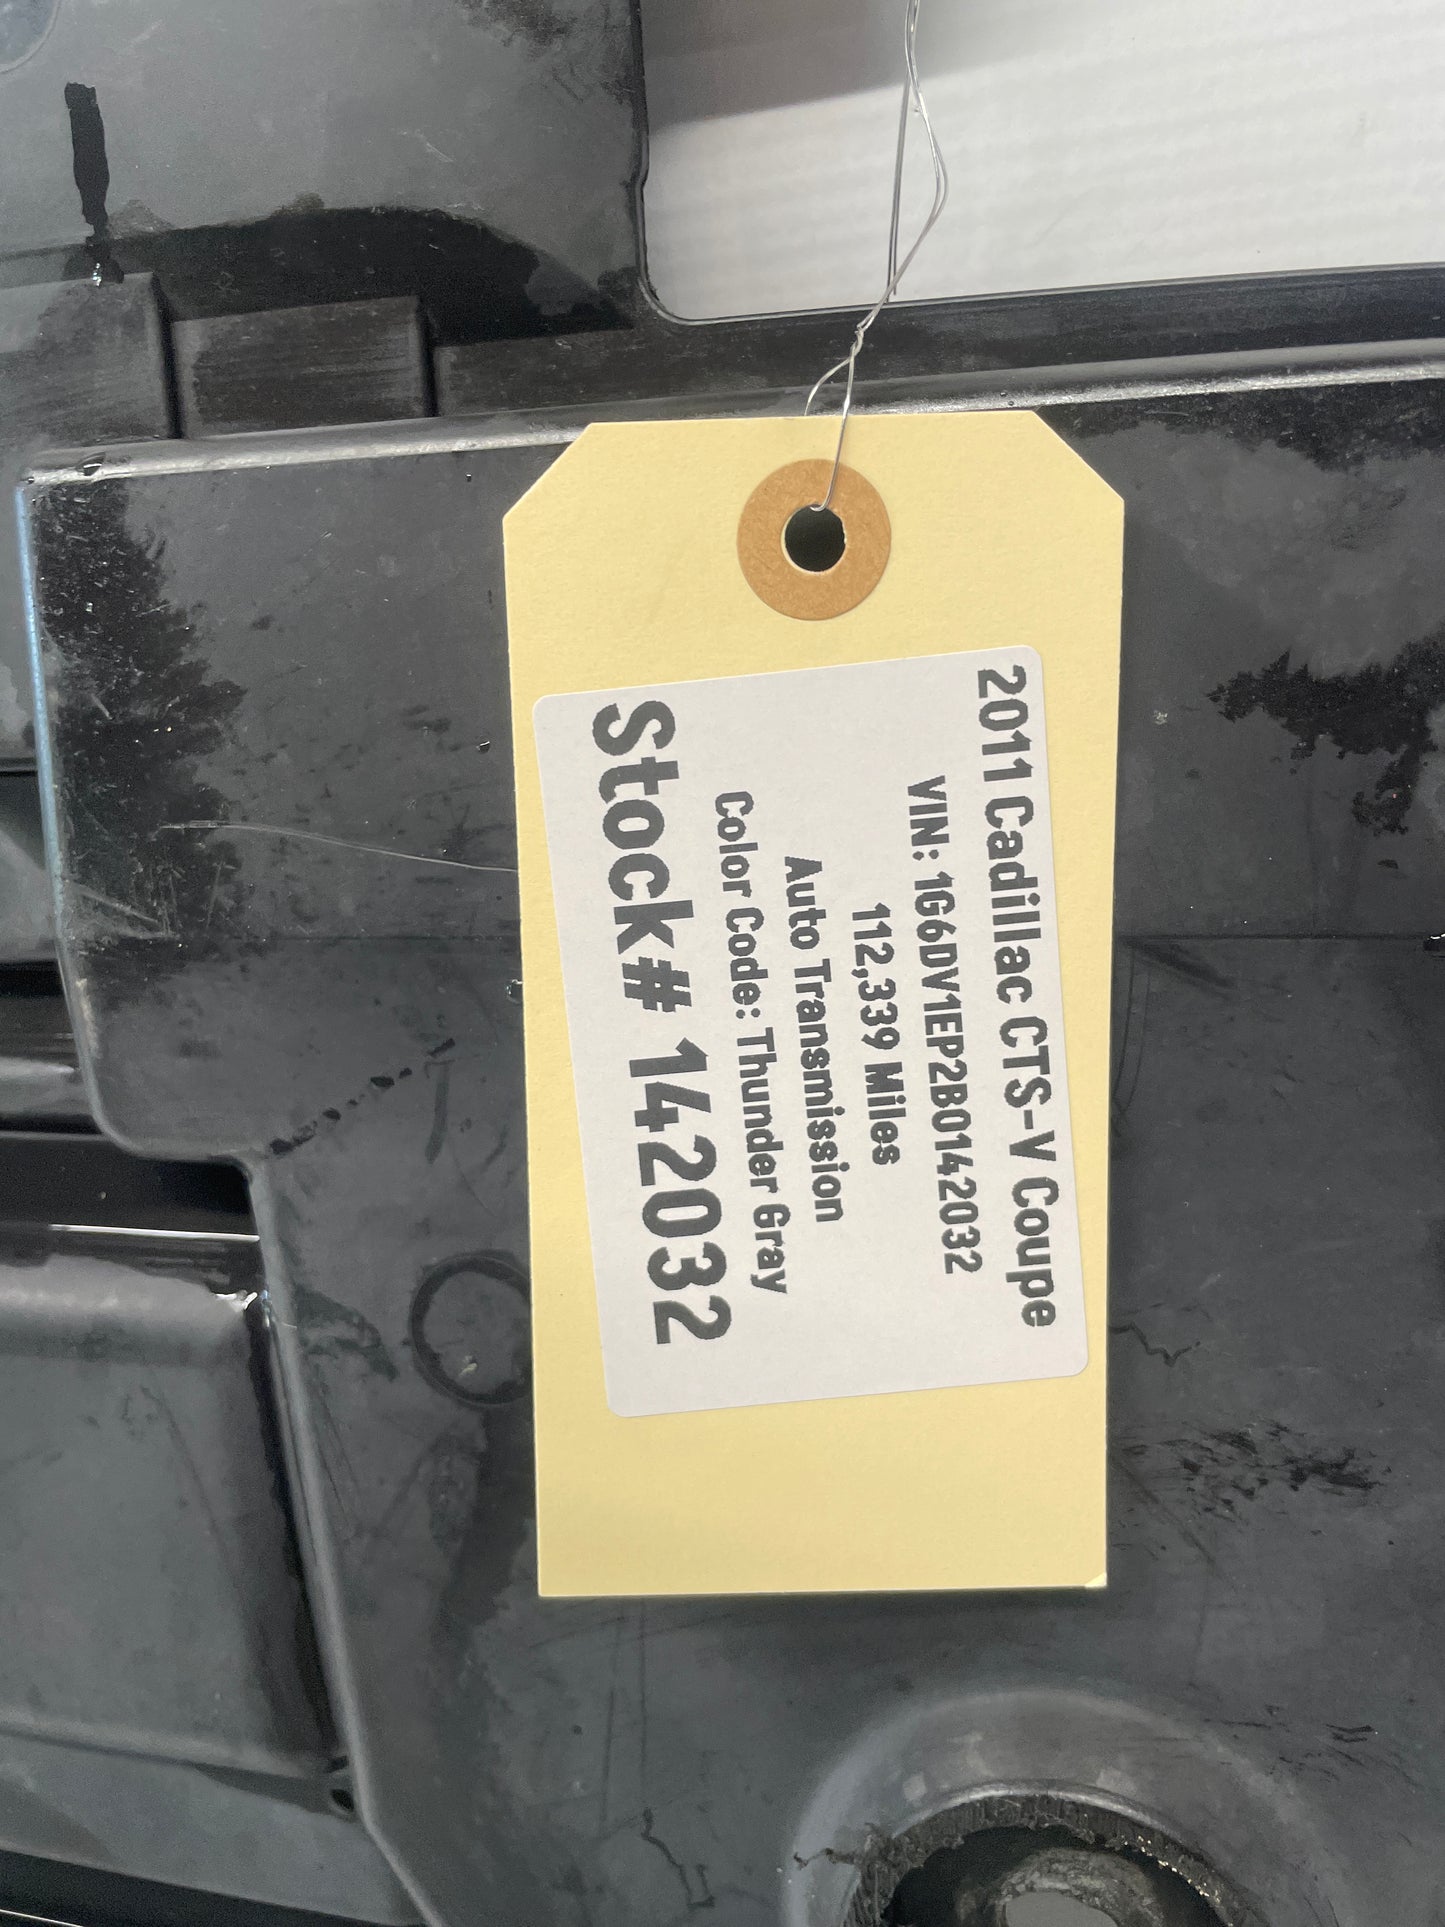 2011 Cadillac CTS-V Coupe
VIN: 1G6DV1EP2B0142032
112,339 Miles
Auto Transmission
Color Code: Thunder Gray
Stock# 142032